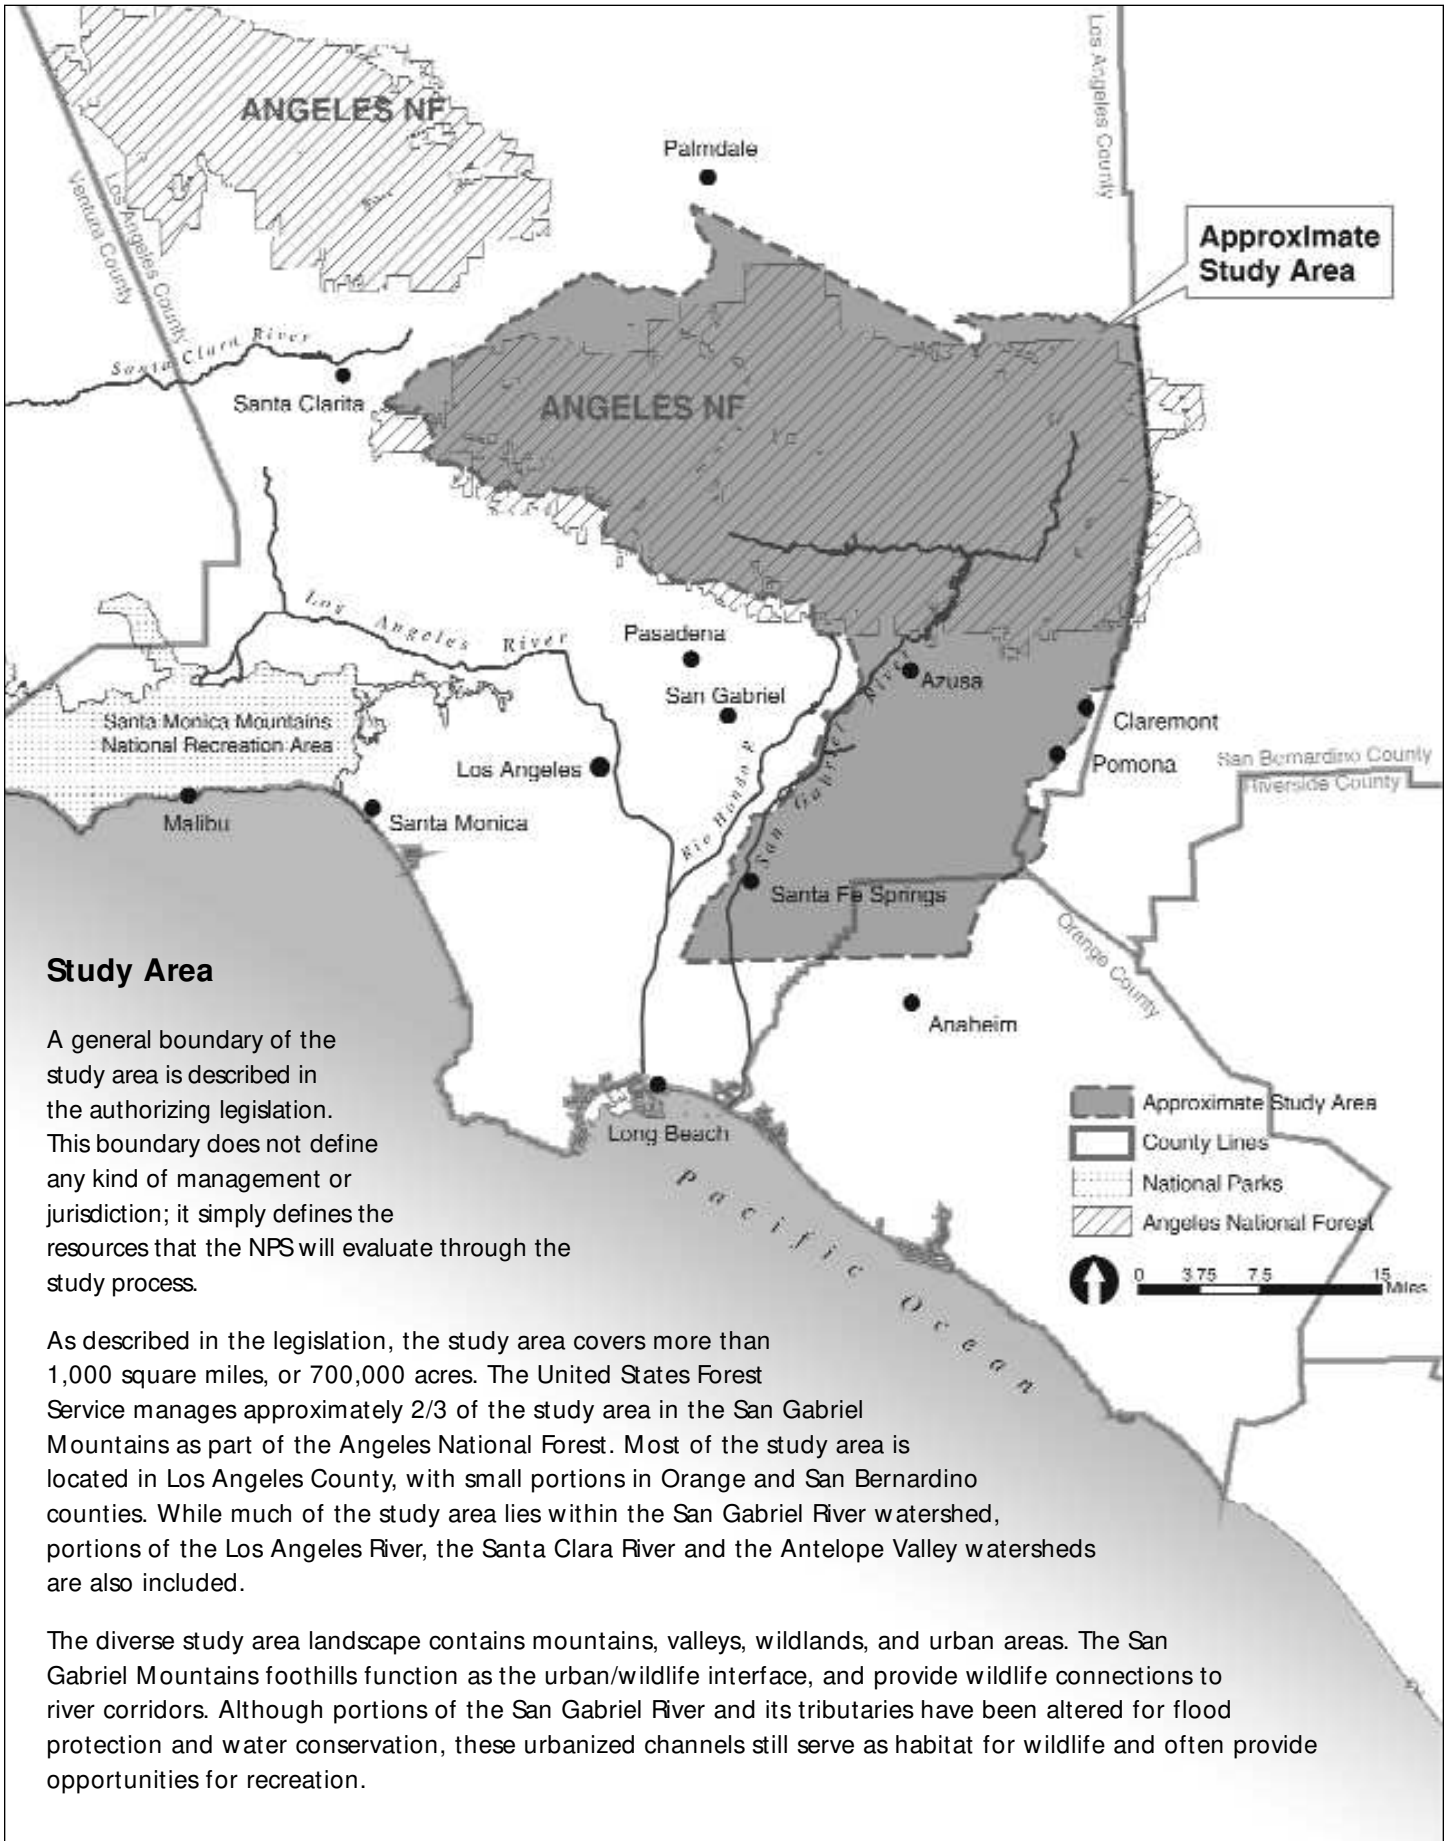 ANGELES NF
Los Angeles County
Palmdale
Ventura County
Los Angeles County
Approximate
Study Area
Santa Clara River
Santa Clarita
ANGELES NF
Los Angeles River
Pasadena
San Gabriel
Azusa
Santa Monica Mountains
National Recreation Area
Los Angeles
Rio Hondo R
San Gabriel River
Claremont
Pomona
San Bernardino County
Riverside County
Malibu
Santa Monica
Santa Fe Springs
Orange County
Anaheim
Long Beach
Pacific Ocean
Approximate Study Area
County Lines
National Parks
Angeles National Forest
0 3.75 7.5 15
Miles
Study Area
A general boundary of the
study area is described in
the authorizing legislation.
This boundary does not define
any kind of management or
jurisdiction; it simply defines the
resources that the NPS will evaluate through the
study process.
As described in the legislation, the study area covers more than
1,000 square miles, or 700,000 acres. The United States Forest
Service manages approximately 2/3 of the study area in the San Gabriel
Mountains as part of the Angeles National Forest. Most of the study area is
located in Los Angeles County, with small portions in Orange and San Bernardino
counties. While much of the study area lies within the San Gabriel River watershed,
portions of the Los Angeles River, the Santa Clara River and the Antelope Valley watersheds
are also included.
The diverse study area landscape contains mountains, valleys, wildlands, and urban areas. The San
Gabriel Mountains foothills function as the urban/wildlife interface, and provide wildlife connections to
river corridors. Although portions of the San Gabriel River and its tributaries have been altered for flood
protection and water conservation, these urbanized channels still serve as habitat for wildlife and often provide
opportunities for recreation.